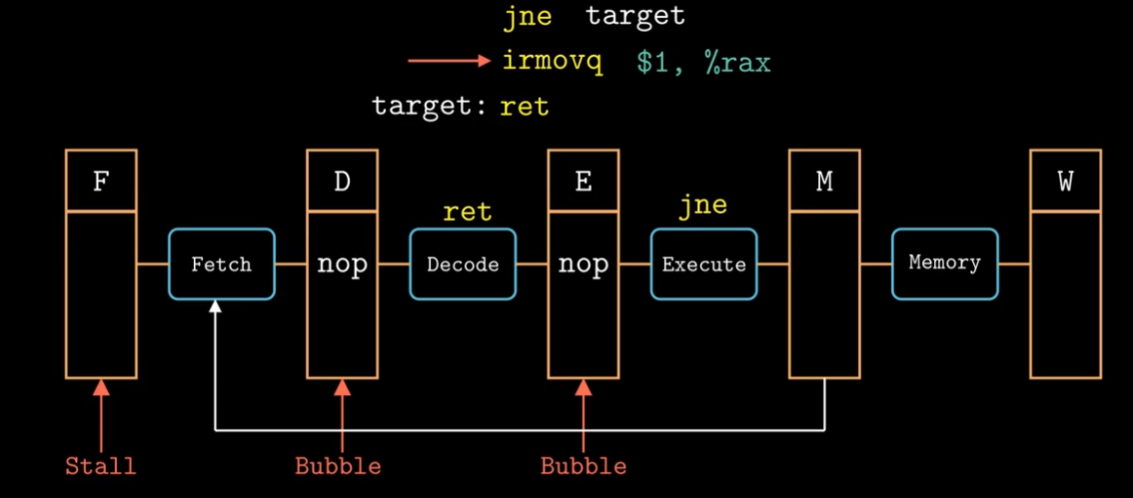 jne target
irmovq $1, %rax
target: ret
F D E M W
ret jne
Fetch nop Decode nop Execute Memory
Stall Bubble Bubble